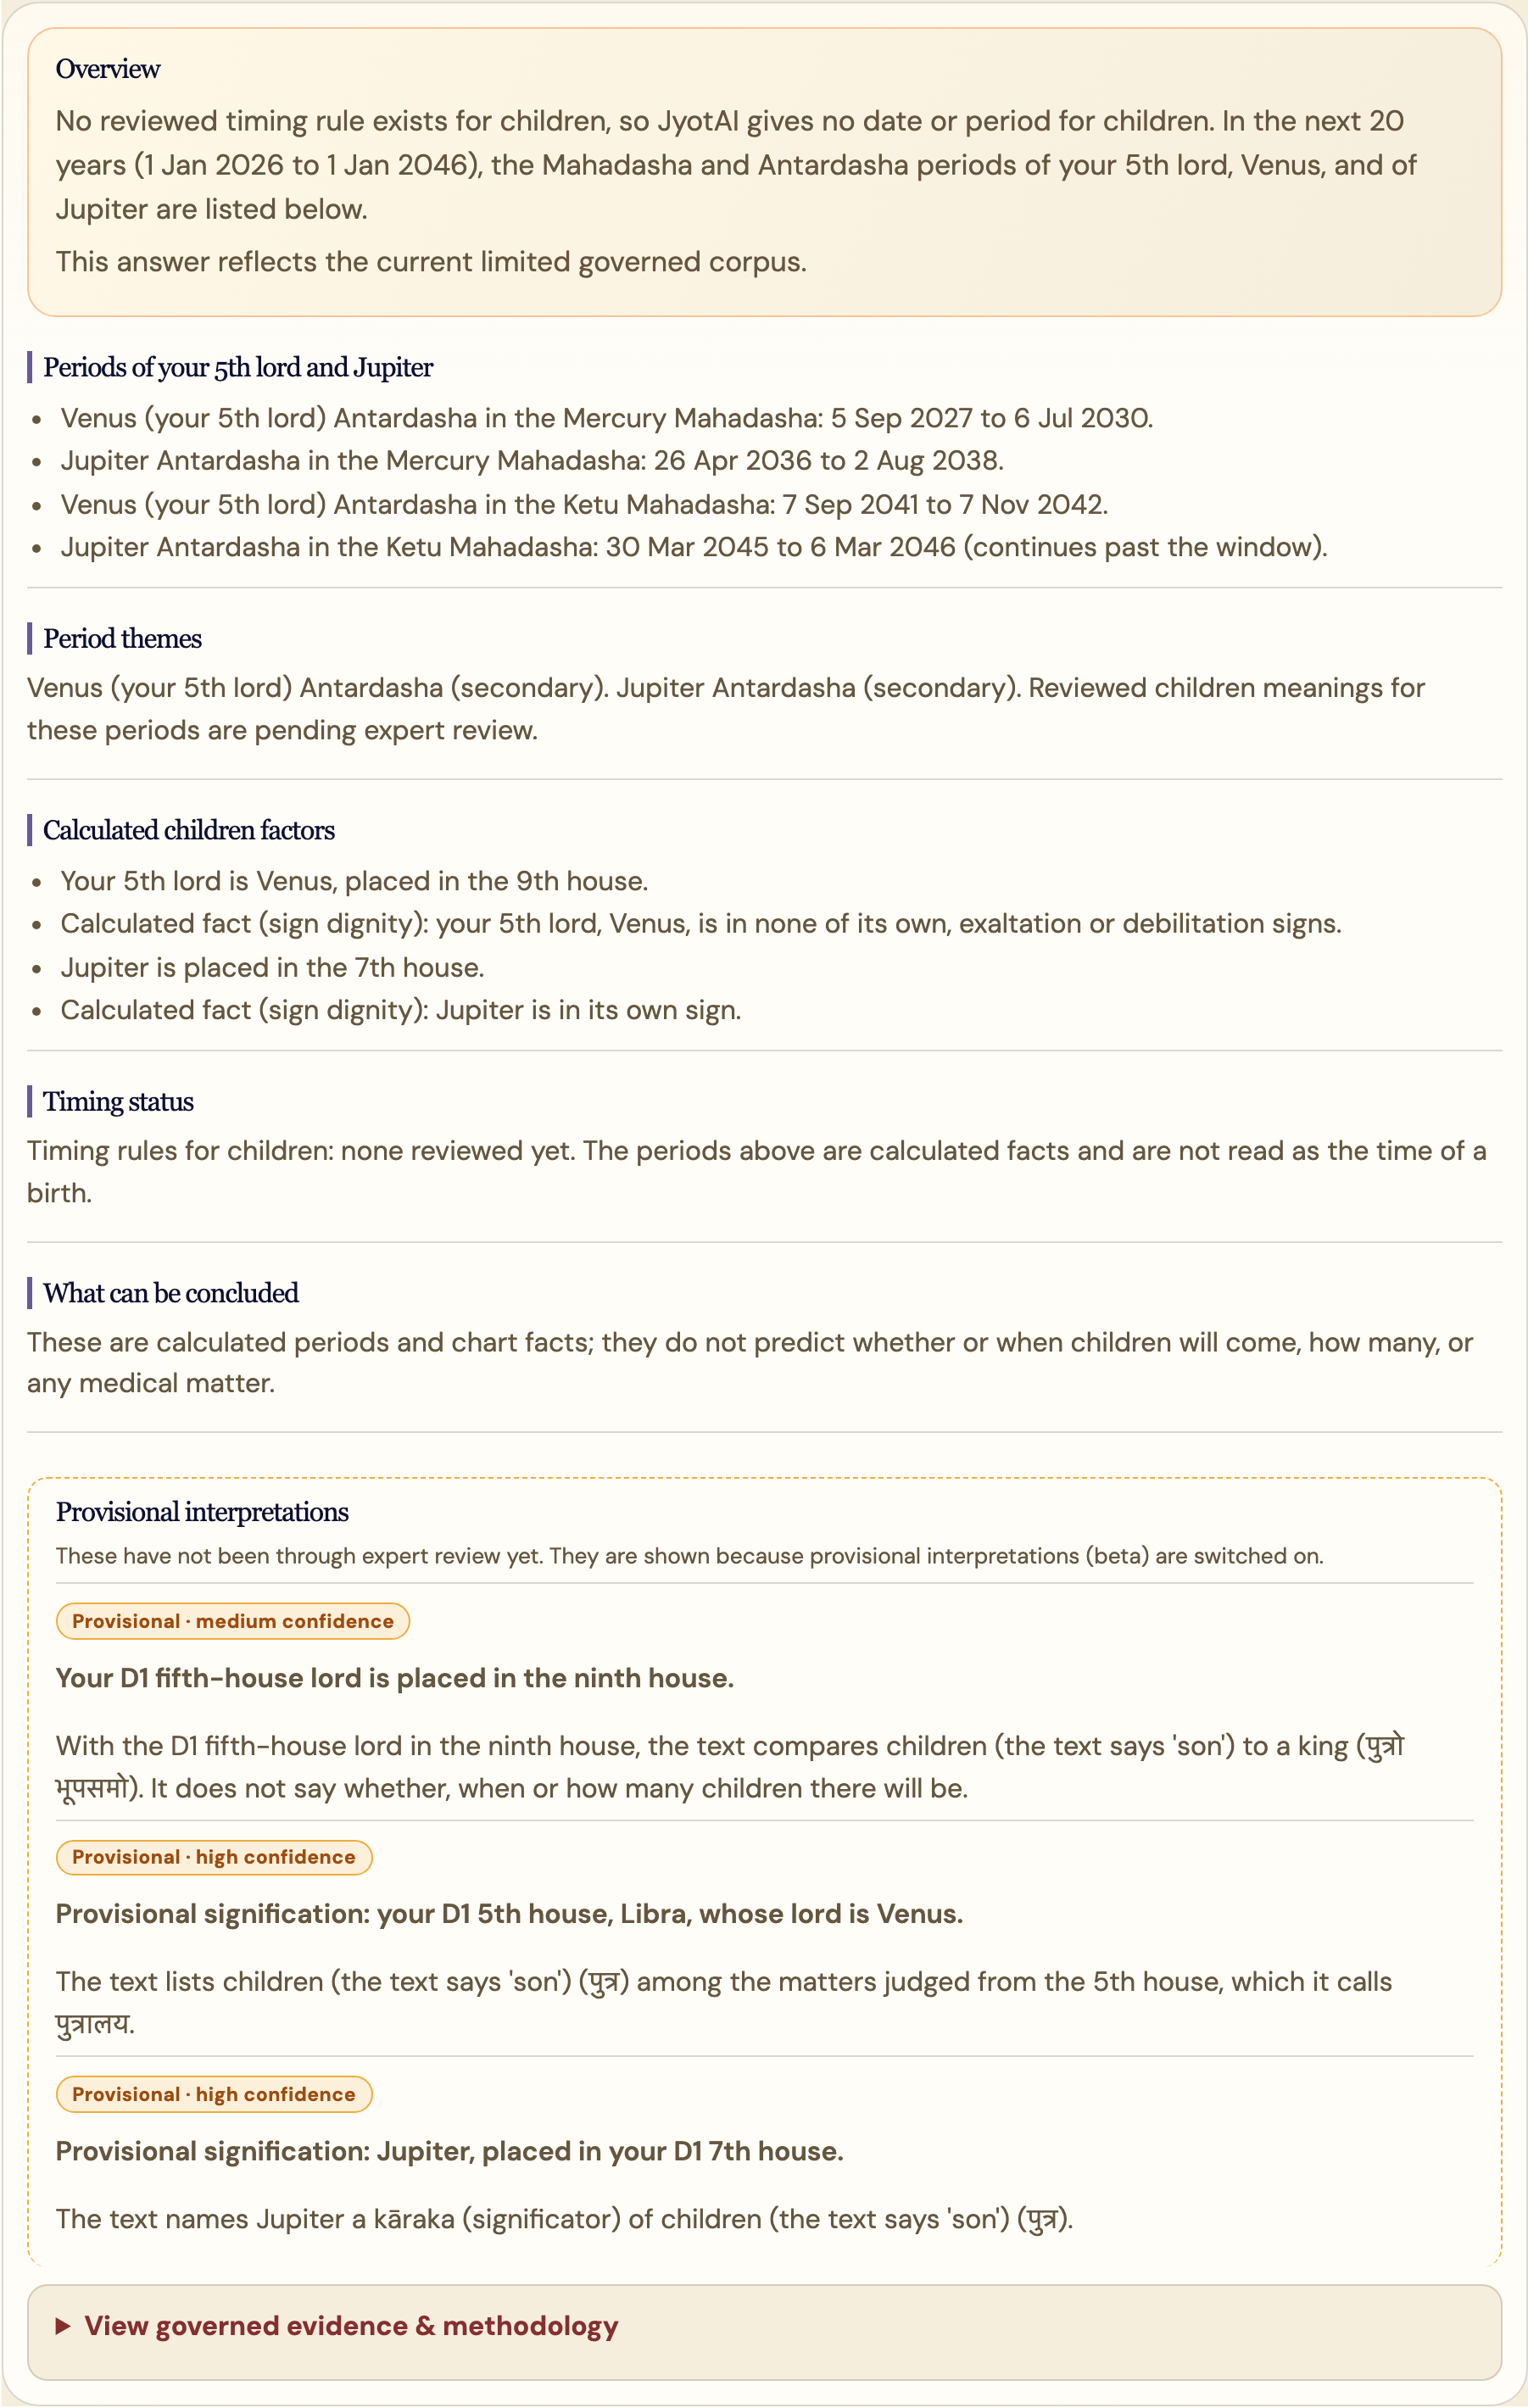 Overview
No reviewed timing rule exists for children, so JyotAI gives no date or period for children. In the next 20
years (1 Jan 2026 to 1 Jan 2046), the Mahadasha and Antardasha periods of your 5th lord, Venus, and of
Jupiter are listed below.
This answer reflects the current limited governed corpus.
Periods of your 5th lord and Jupiter
• Venus (your 5th lord) Antardasha in the Mercury Mahadasha: 5 Sep 2027 to 6 Jul 2030.
• Jupiter Antardasha in the Mercury Mahadasha: 26 Apr 2036 to 2 Aug 2038.
• Venus (your 5th lord) Antardasha in the Ketu Mahadasha: 7 Sep 2041 to 7 Nov 2042.
• Jupiter Antardasha in the Ketu Mahadasha: 30 Mar 2045 to 6 Mar 2046 (continues past the window).
Period themes
Venus (your 5th lord) Antardasha (secondary). Jupiter Antardasha (secondary). Reviewed children meanings for
these periods are pending expert review.
Calculated children factors
• Your 5th lord is Venus, placed in the 9th house.
• Calculated fact (sign dignity): your 5th lord, Venus, is in none of its own, exaltation or debilitation signs.
• Jupiter is placed in the 7th house.
• Calculated fact (sign dignity): Jupiter is in its own sign.
Timing status
Timing rules for children: none reviewed yet. The periods above are calculated facts and are not read as the time of a
birth.
What can be concluded
These are calculated periods and chart facts; they do not predict whether or when children will come, how many, or
any medical matter.
Provisional interpretations
These have not been through expert review yet. They are shown because provisional interpretations (beta) are switched on.
Provisional · medium confidence
Your D1 fifth-house lord is placed in the ninth house.
With the D1 fifth-house lord in the ninth house, the text compares children (the text says 'son') to a king (पुत्रो
भूपसमो). It does not say whether, when or how many children there will be.
Provisional · high confidence
Provisional signification: your D1 5th house, Libra, whose lord is Venus.
The text lists children (the text says 'son') (पुत्र) among the matters judged from the 5th house, which it calls
पुत्रालय.
Provisional · high confidence
Provisional signification: Jupiter, placed in your D1 7th house.
The text names Jupiter a kāraka (significator) of children (the text says 'son') (पुत्र).
▶ View governed evidence & methodology